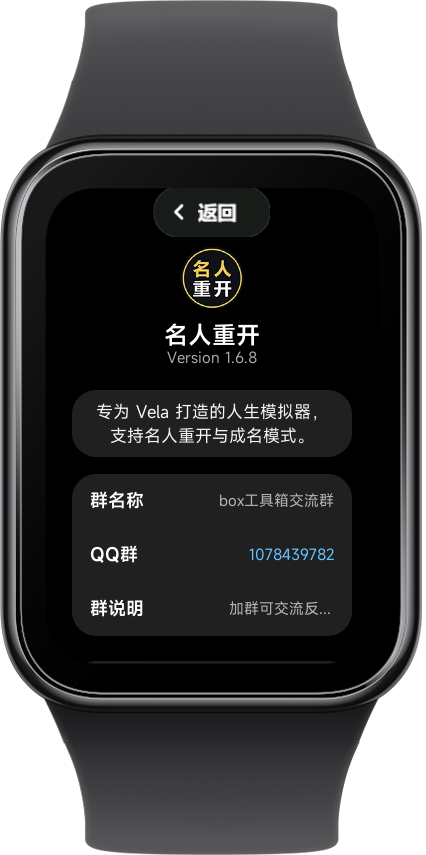 返回
名人
重开
名人重开
Version 1.6.8
专为 Vela 打造的人生模拟器，
支持名人重开与成名模式。
群名称 box工具箱交流群
QQ群 1078439782
群说明 加群可交流反...